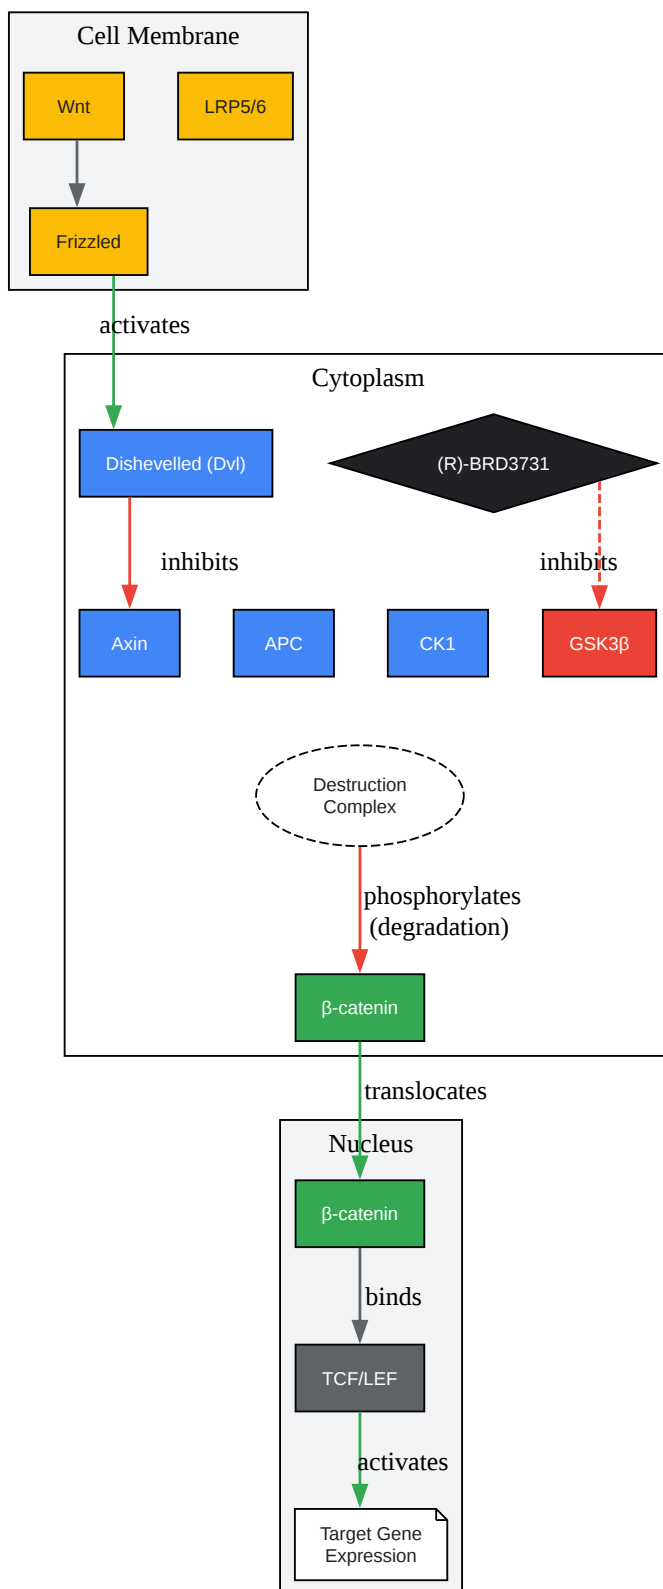 Cell Membrane
Wnt
LRP5/6
Frizzled
activates
Cytoplasm
Dishevelled (Dvl)
(R)-BRD3731
inhibits
inhibits
Axin
APC
CK1
GSK3β
Destruction
Complex
phosphorylates
(degradation)
β-catenin
translocates
Nucleus
β-catenin
binds
TCF/LEF
activates
Target Gene
Expression